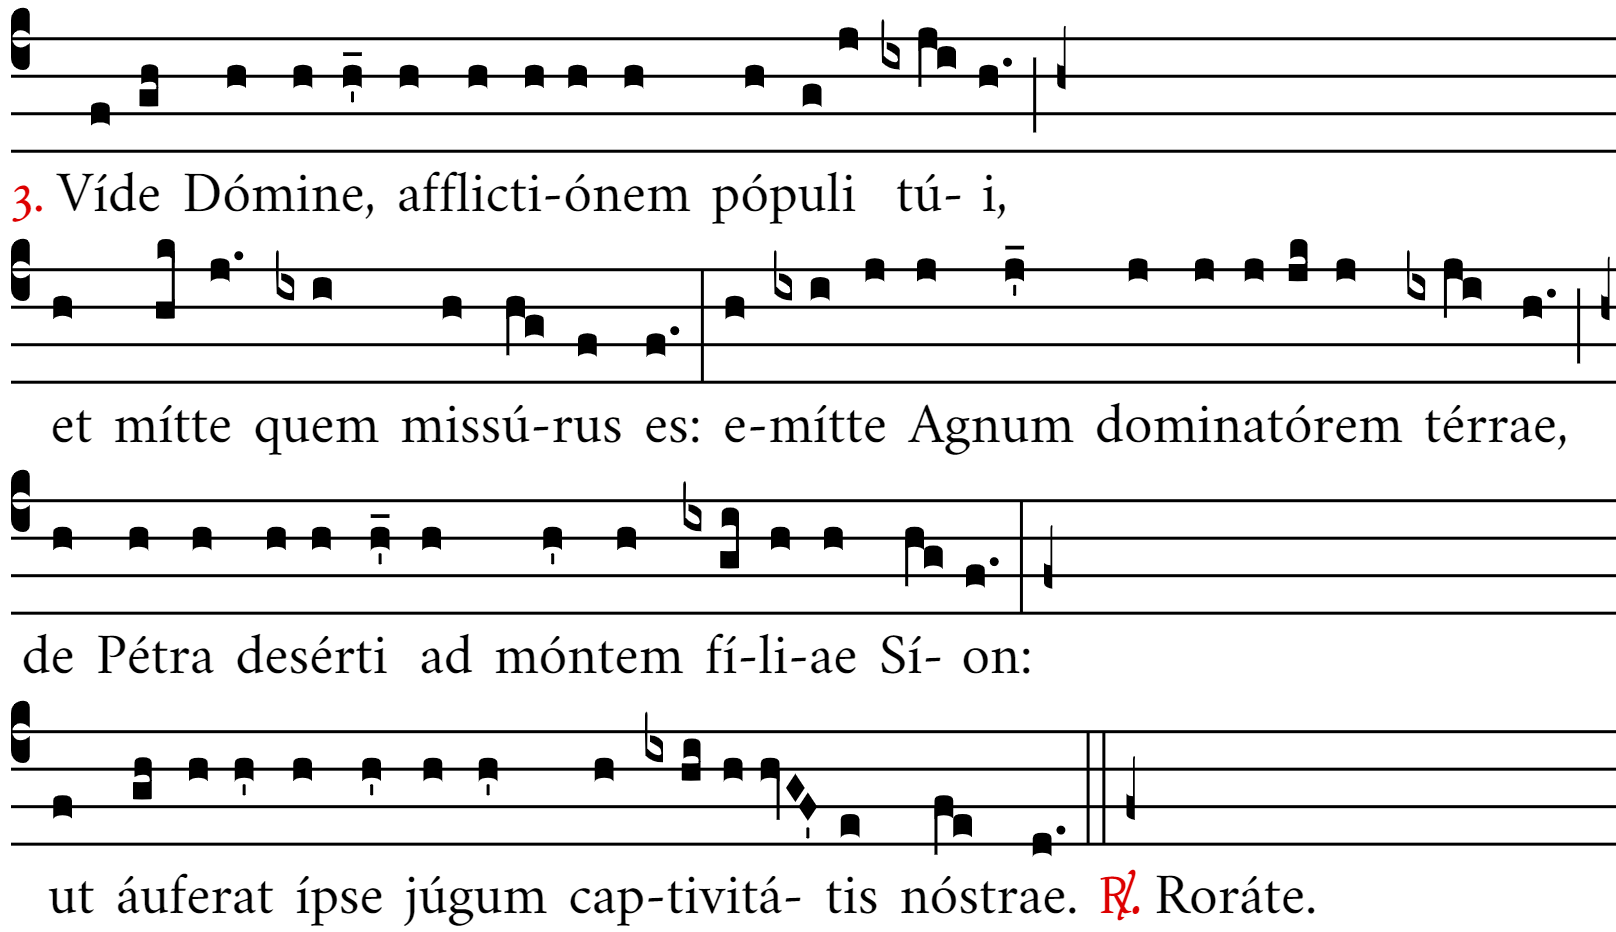 3. Víde Dómine, afflicti-ónem pópuli tú- i,
et mítte quem missú-rus es: e-mítte Agnum dominatórem térrae,
de Pétra desérti ad móntem fí-li-ae Sí- on:
ut áuferat ípse júgum cap-tivitá- tis nóstrae. ℟. Roráte.